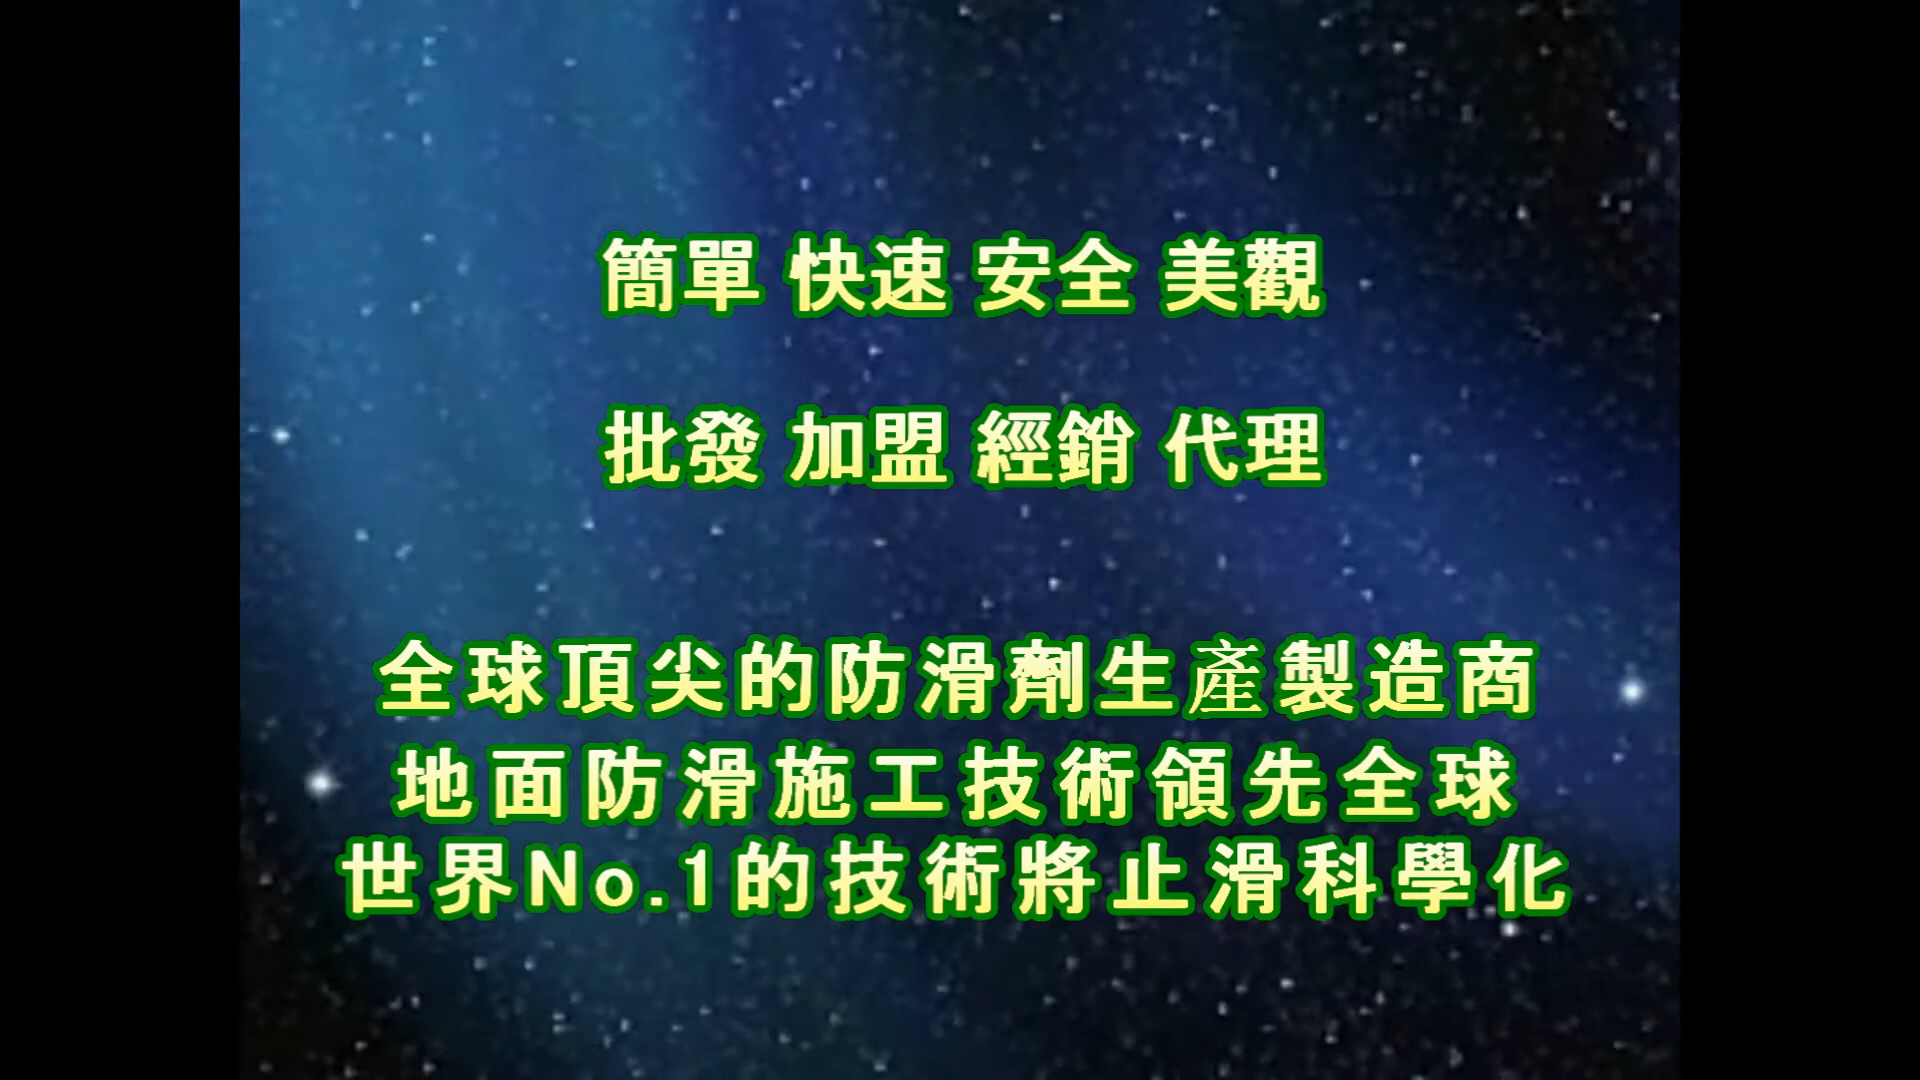 簡單 快速 安全 美觀
批發 加盟 經銷 代理
全球頂尖的防滑劑生產製造商
地面防滑施工技術領先全球
世界No.1的技術將止滑科學化